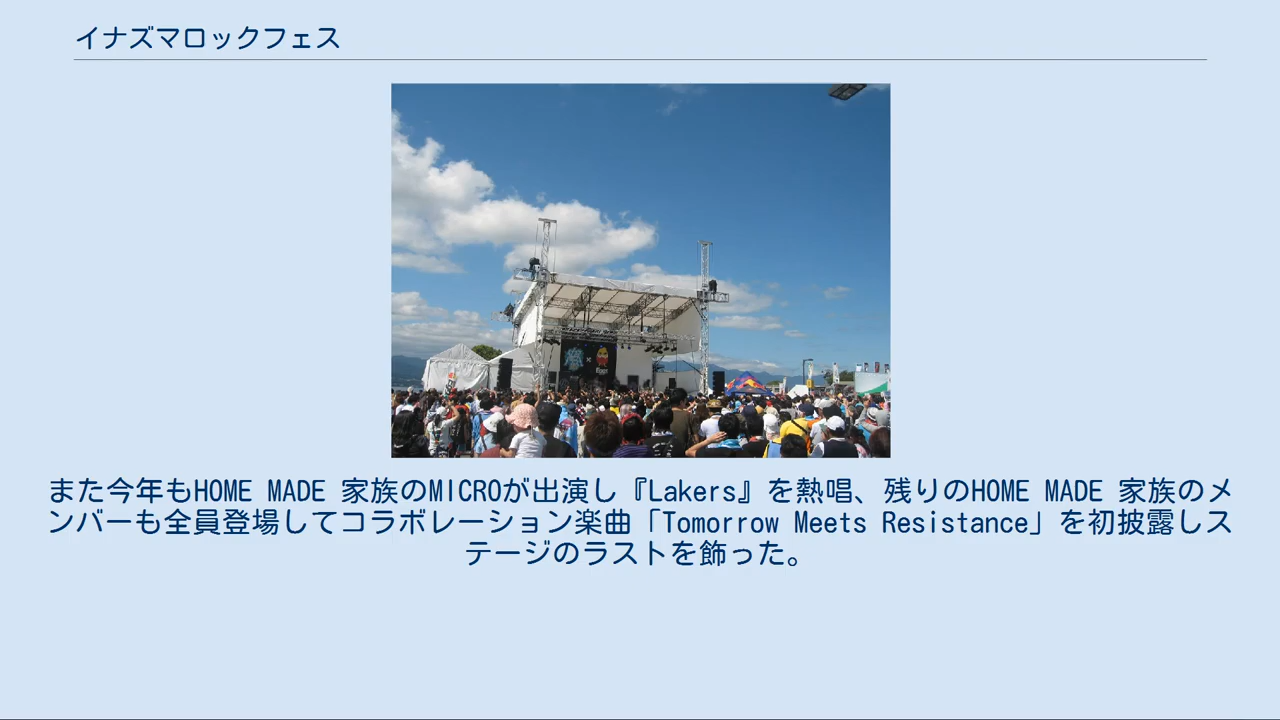 イナズマロックフェス
また今年もHOME MADE 家族のMICROが出演し『Lakers』を熱唱、残りのHOME MADE 家族のメ
ンバーも全員登場してコラボレーション楽曲「Tomorrow Meets Resistance」を初披露しス
テージのラストを飾った。